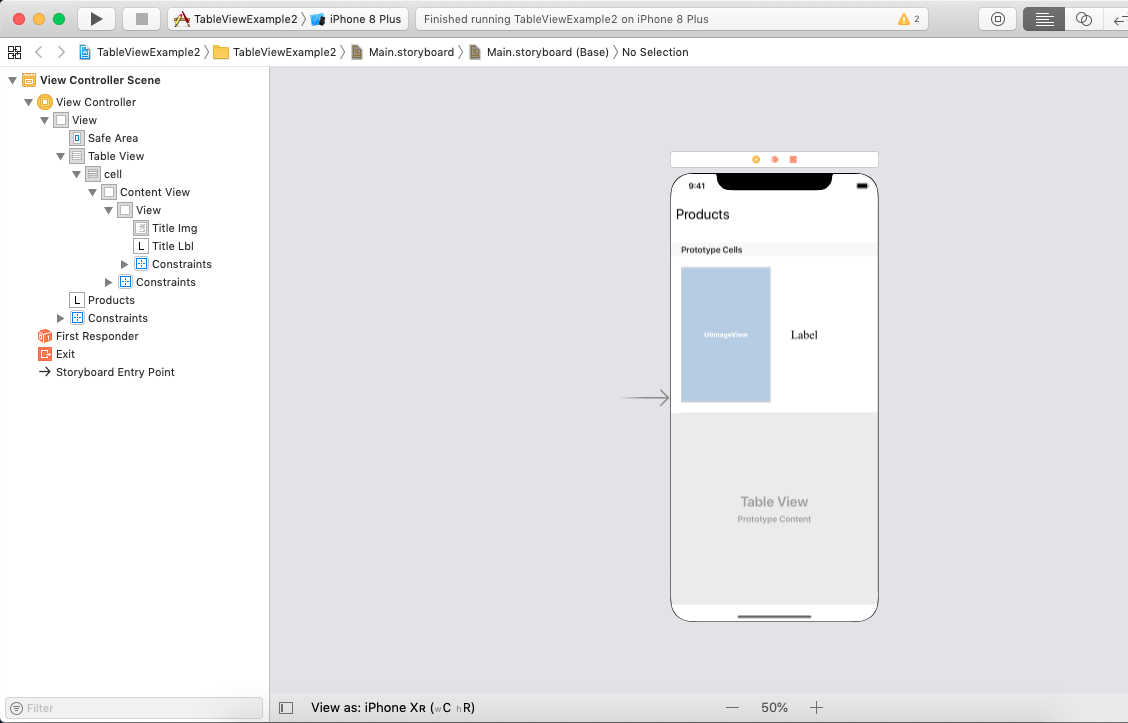 TableViewExample2 〉 iPhone 8 Plus
Finished running TableViewExample2 on iPhone 8 Plus
2
TableViewExample2 〉 TableViewExample2 〉 Main.storyboard 〉 Main.storyboard (Base) 〉 No Selection
View Controller Scene
View Controller
View
Safe Area
Table View
cell
Content View
View
Title Img
L Title Lbl
Constraints
Constraints
L Products
Constraints
First Responder
Exit
Storyboard Entry Point
9:41
Products
Prototype Cells
UIImageView
Label
Table View
Prototype Content
Filter
View as: iPhone XR (wC hR)
50%